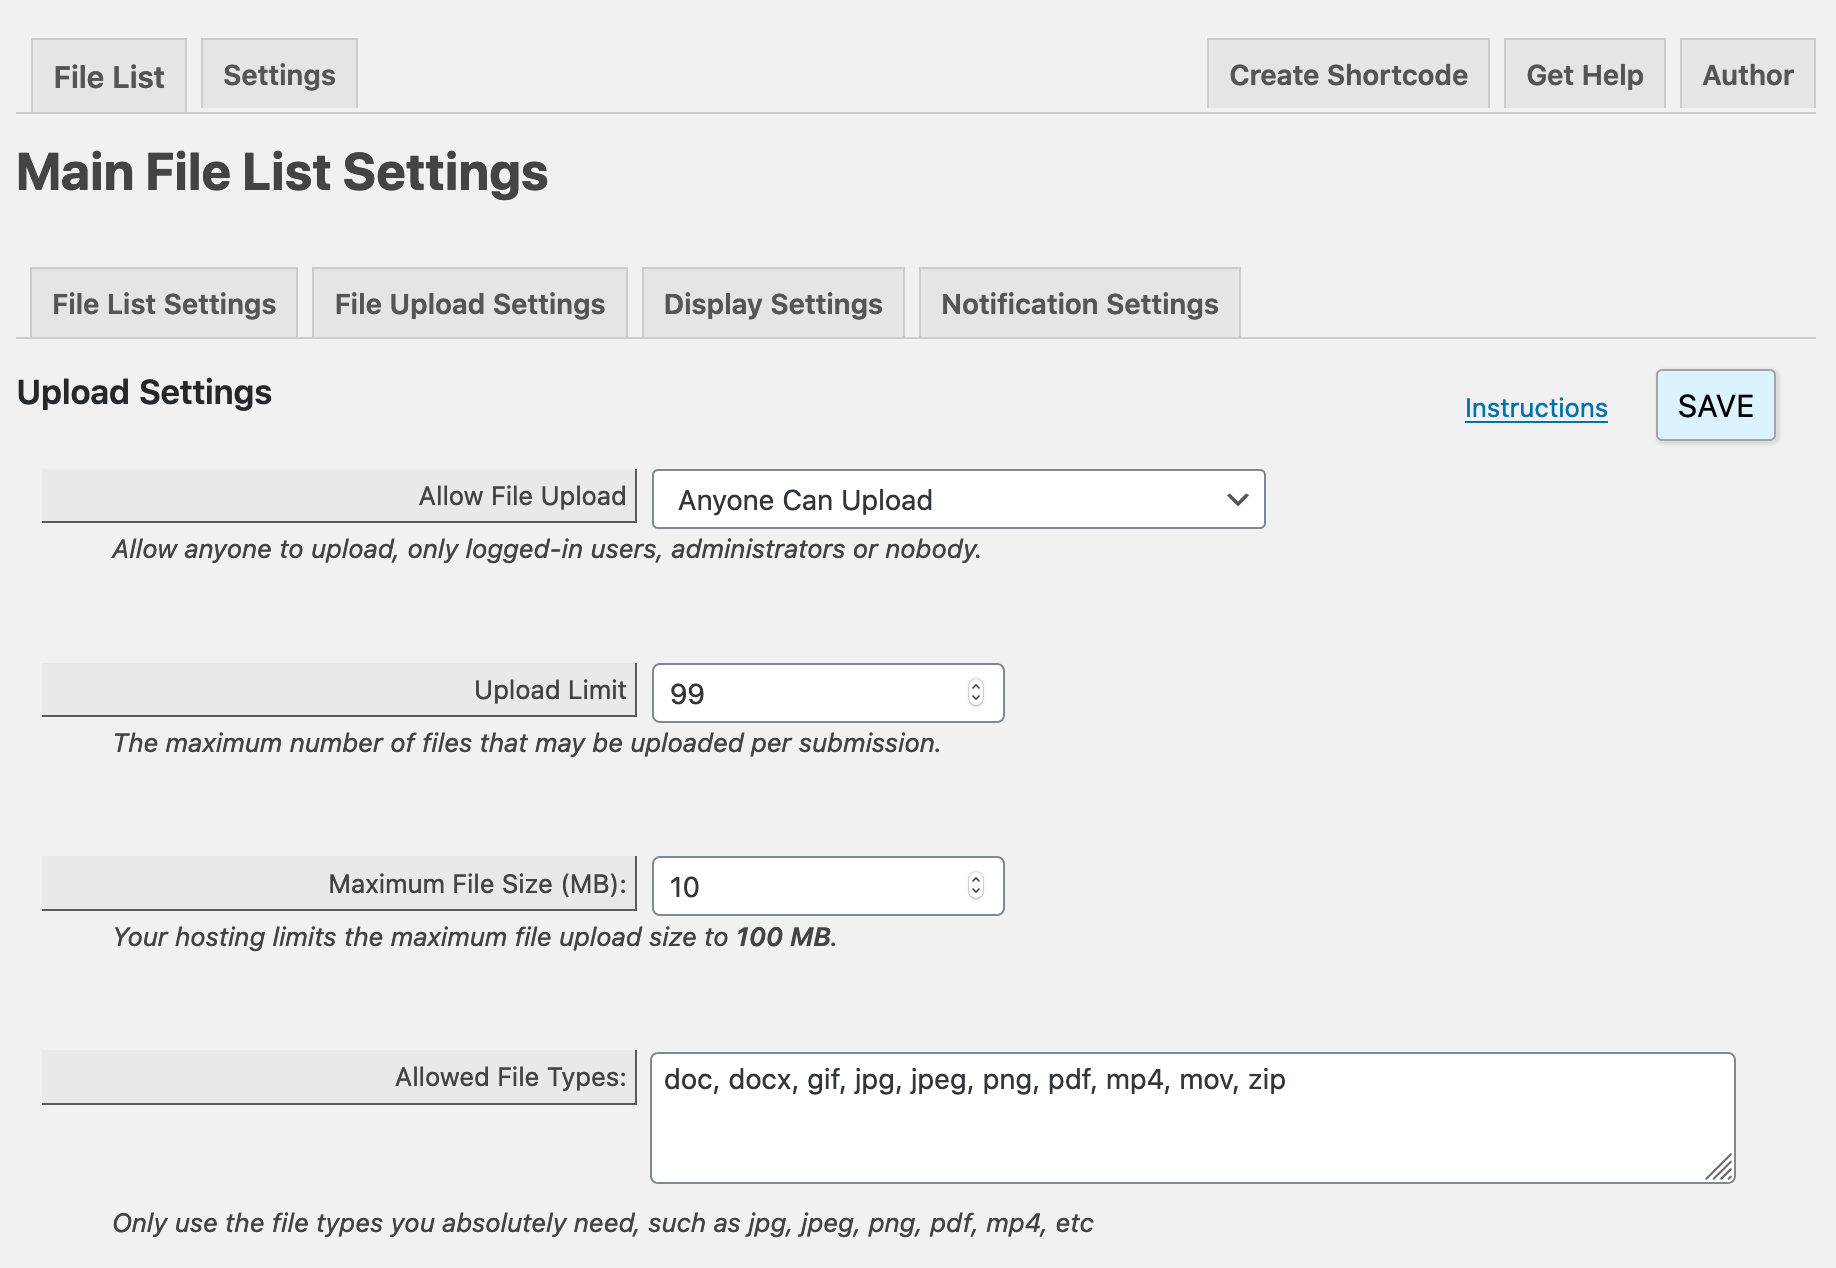 File List Settings Create Shortcode Get Help Author
Main File List Settings
File List Settings File Upload Settings Display Settings Notification Settings
Upload Settings
Instructions SAVE
Allow File Upload Anyone Can Upload
Allow anyone to upload, only logged-in users, administrators or nobody.
Upload Limit 99
The maximum number of files that may be uploaded per submission.
Maximum File Size (MB): 10
Your hosting limits the maximum file upload size to 100 MB.
Allowed File Types: doc, docx, gif, jpg, jpeg, png, pdf, mp4, mov, zip
Only use the file types you absolutely need, such as jpg, jpeg, png, pdf, mp4, etc